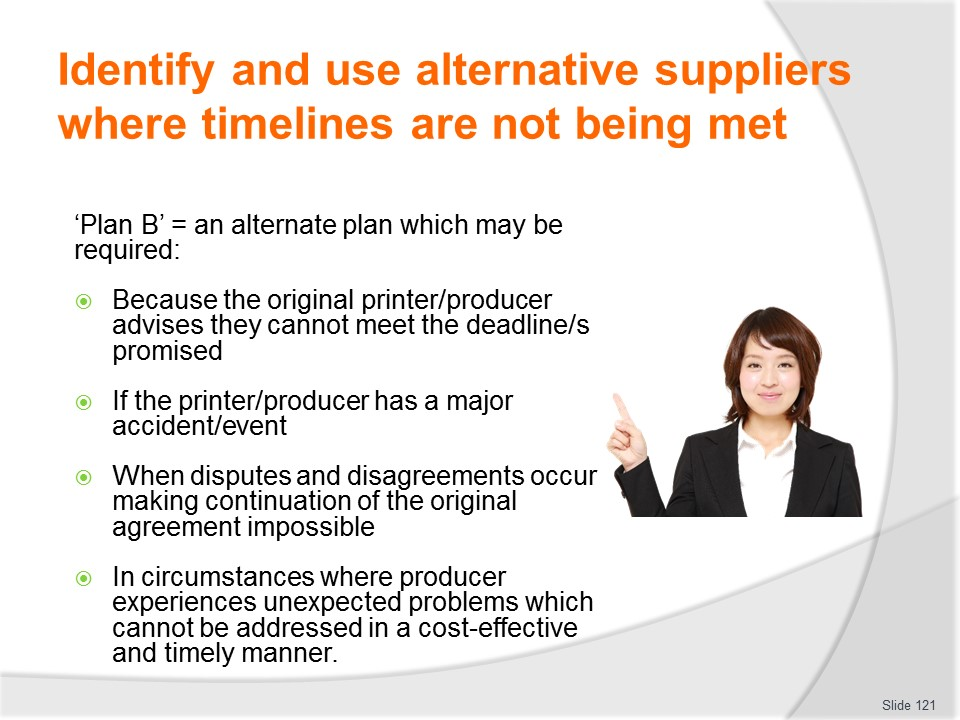 Identify and use alternative suppliers
where timelines are not being met
‘Plan B’ = an alternate plan which may be
required:
Because the original printer/producer
advises they cannot meet the deadline/s
promised
If the printer/producer has a major
accident/event
When disputes and disagreements occur
making continuation of the original
agreement impossible
In circumstances where producer
experiences unexpected problems which
cannot be addressed in a cost-effective
and timely manner.
Slide 121